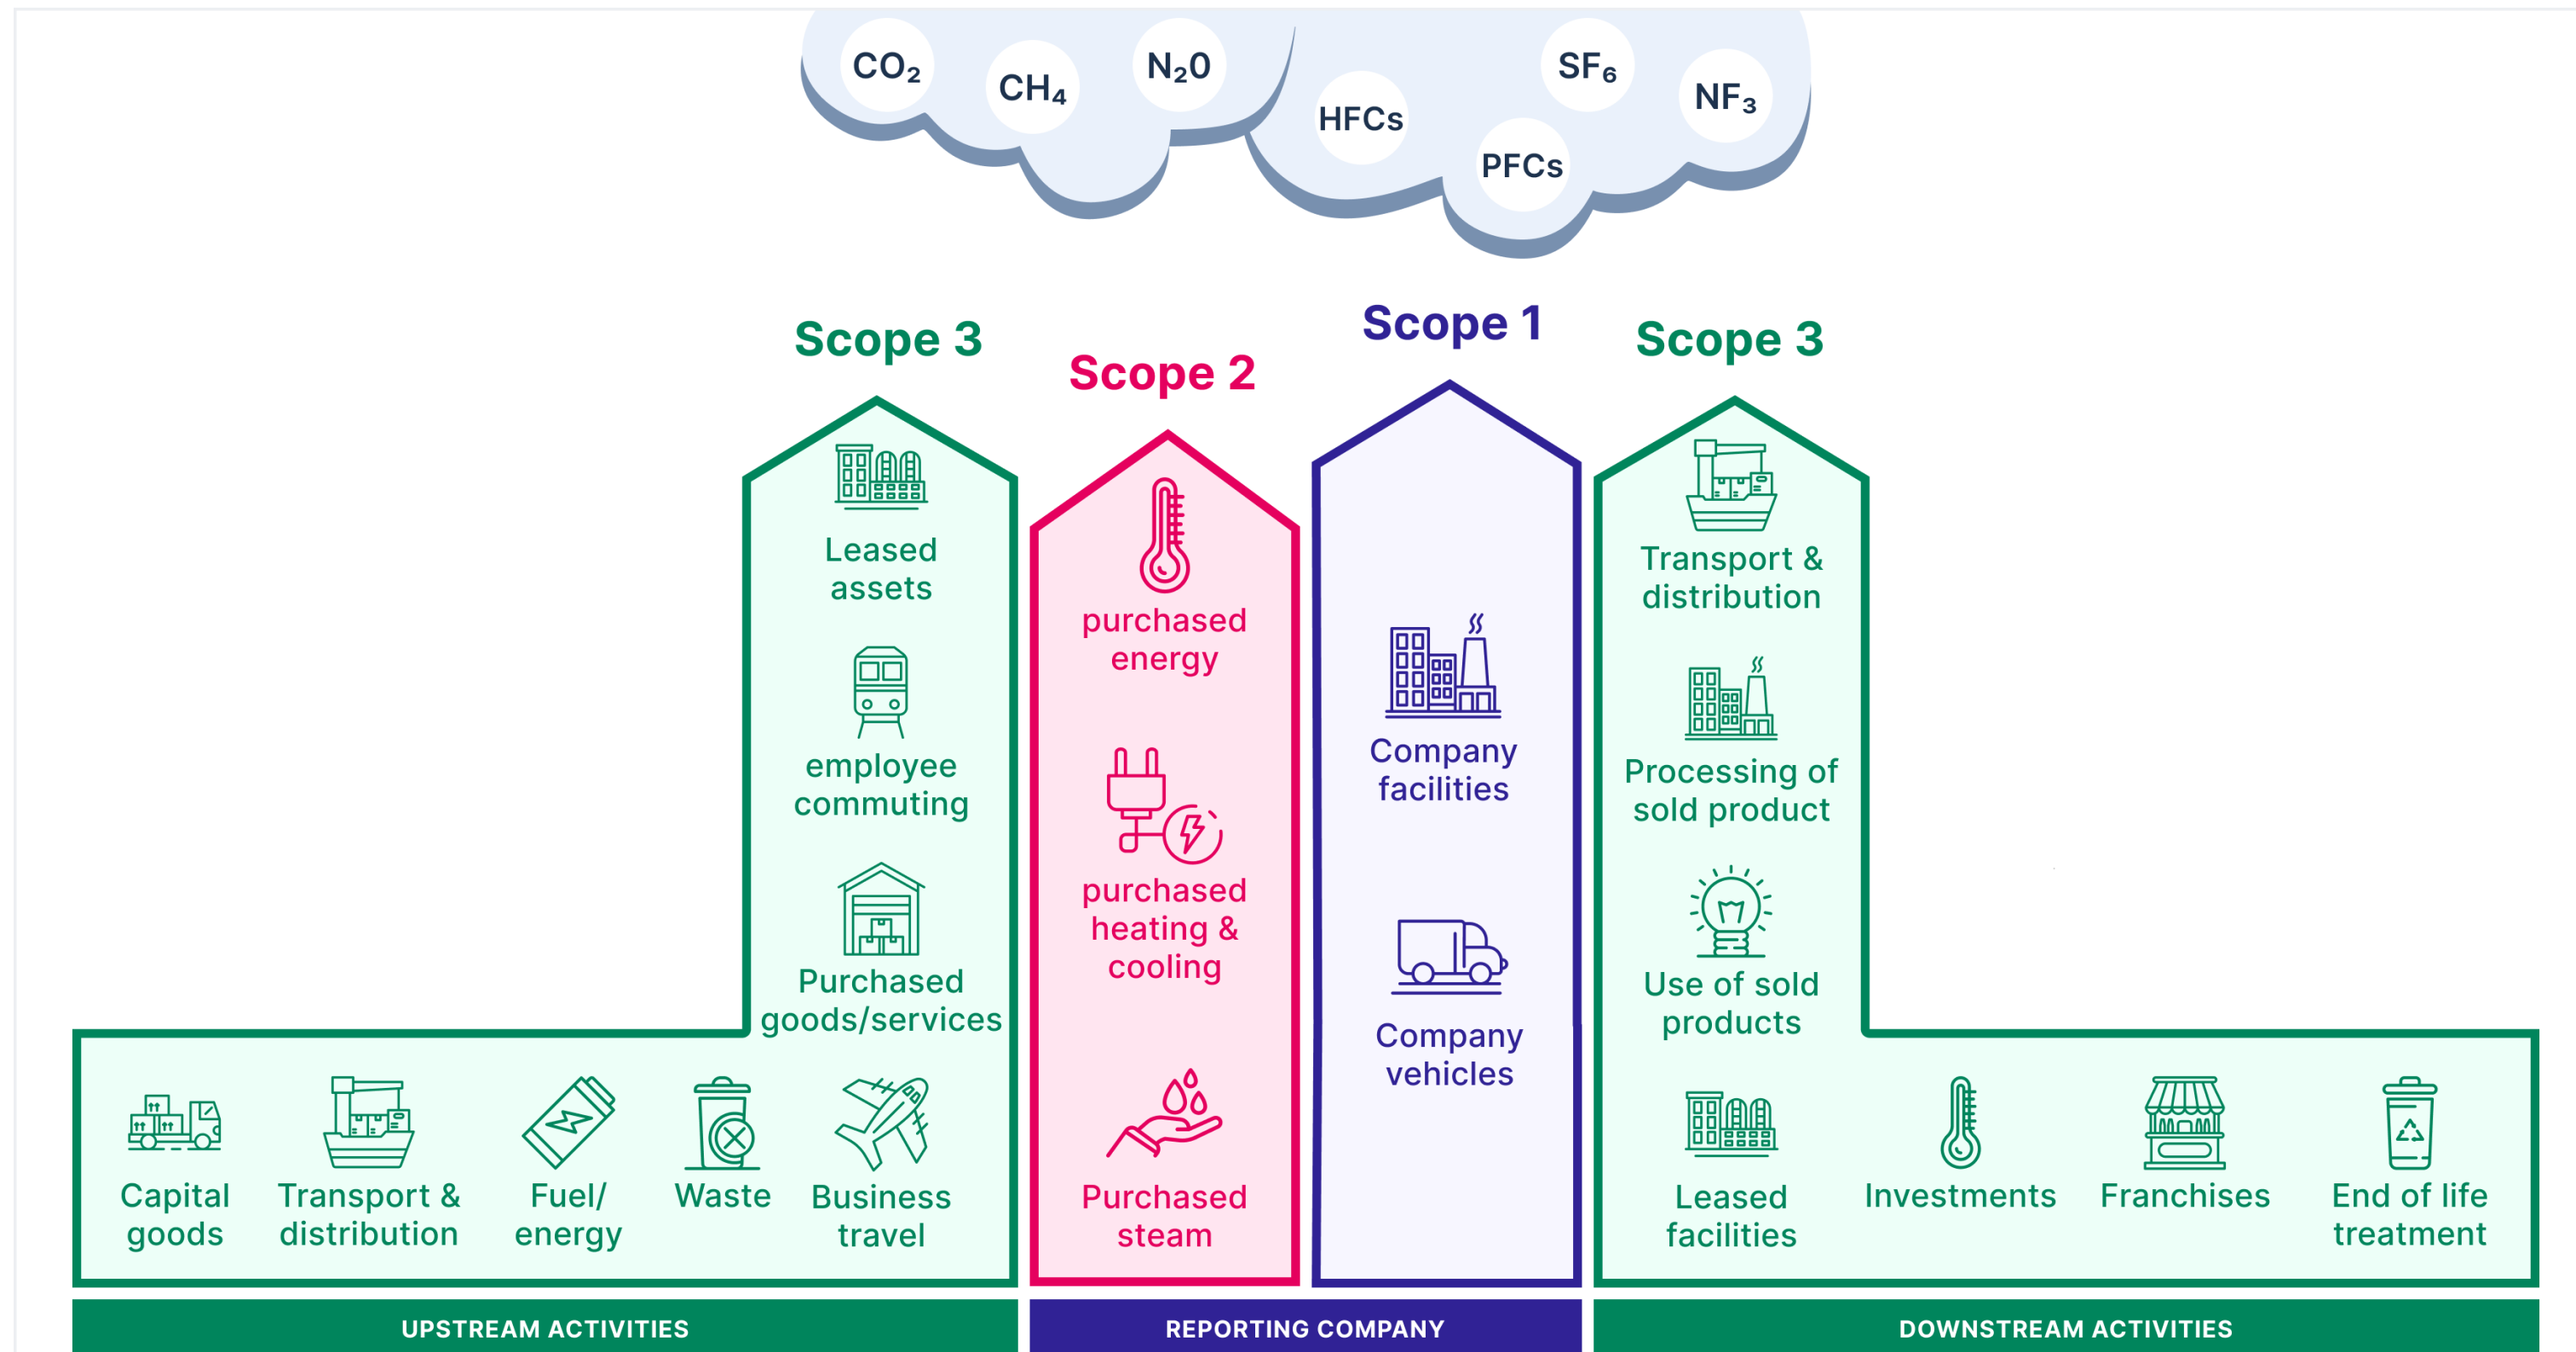 CO₂
CH₄
N₂0
HFCs
PFCs
SF₆
NF₃
Scope 3
Scope 2
Scope 1
Scope 3
Leased
assets
employee
commuting
Purchased
goods/services
Capital
goods
Transport &
distribution
Fuel/
energy
Waste
Business
travel
purchased
energy
purchased
heating &
cooling
Purchased
steam
Company
facilities
Company
vehicles
Transport &
distribution
Processing of
sold product
Use of sold
products
Leased
facilities
Investments
Franchises
End of life
treatment
UPSTREAM ACTIVITIES
REPORTING COMPANY
DOWNSTREAM ACTIVITIES